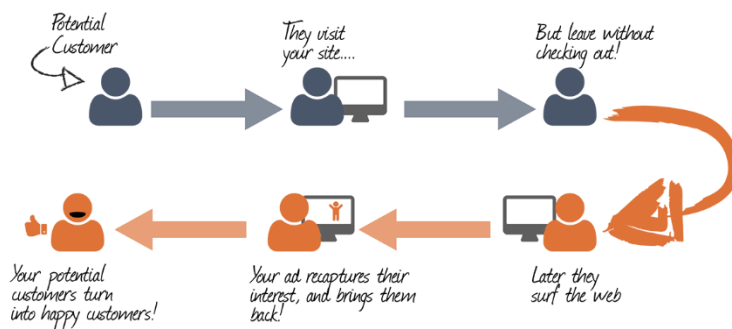 Potential
Customer
They visit
your site....
But leave without
checking out!
Your potential
customers turn
into happy customers!
Your ad recaptures their
interest, and brings them
back!
Later they
surf the web